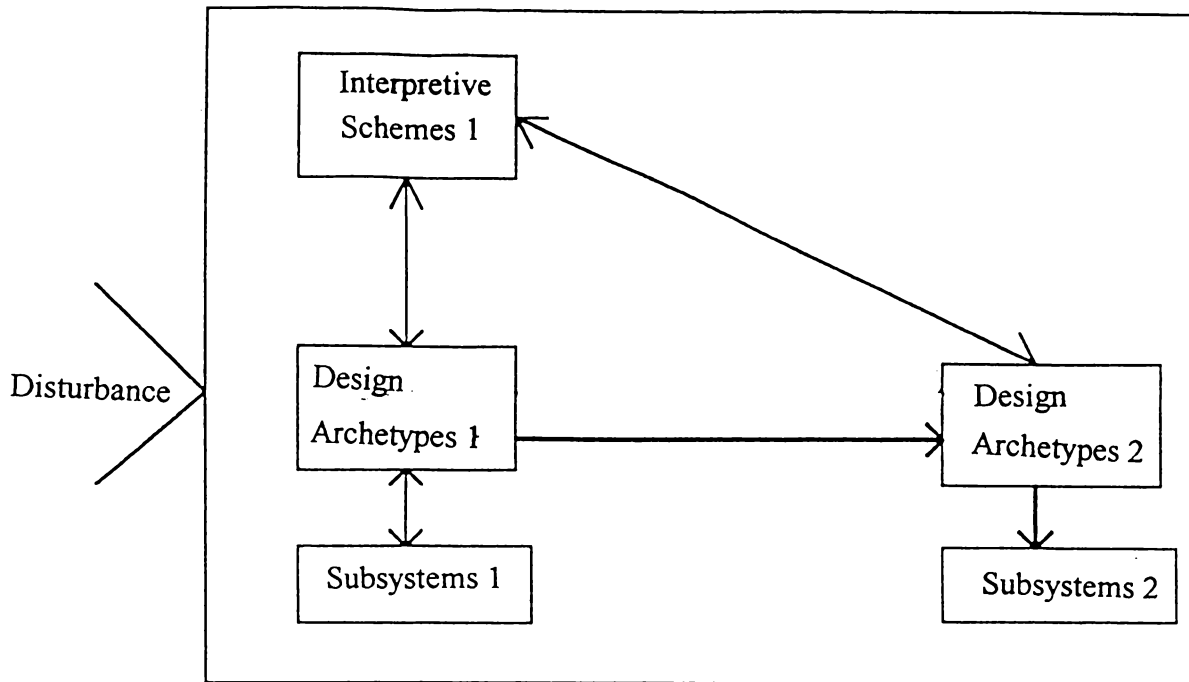 Interpretive
Schemes 1
Disturbance
Design
Archetypes 1
Design
Archetypes 2
Subsystems 1
Subsystems 2